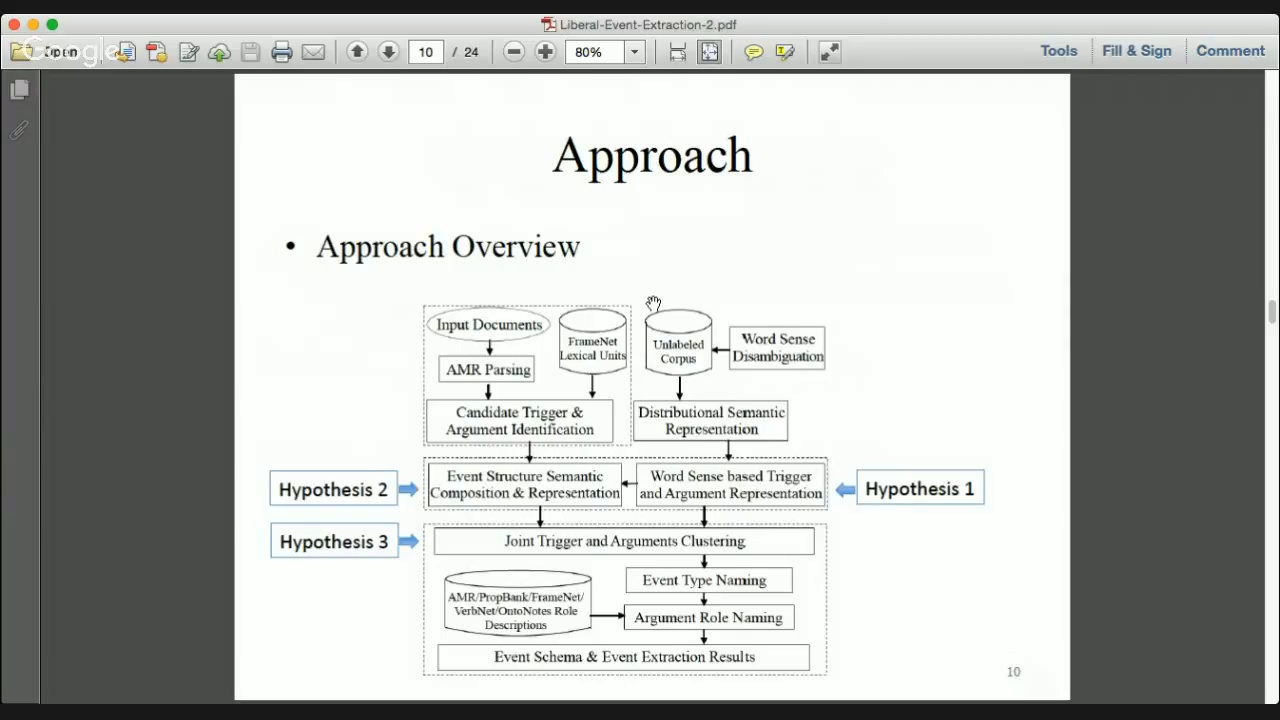 Liberal-Event-Extraction-2.pdf
Google
Open
10 / 24
80%
Tools
Fill & Sign
Comment
Approach
• Approach Overview
Input Documents
FrameNet
Lexical Units
Unlabeled
Corpus
Word Sense
Disambiguation
AMR Parsing
Candidate Trigger &
Argument Identification
Distributional Semantic
Representation
Hypothesis 2
Event Structure Semantic
Composition & Representation
Word Sense based Trigger
and Argument Representation
Hypothesis 1
Hypothesis 3
Joint Trigger and Arguments Clustering
Event Type Naming
AMR/PropBank/FrameNet/
VerbNet/OntoNotes Role
Descriptions
Argument Role Naming
Event Schema & Event Extraction Results
10